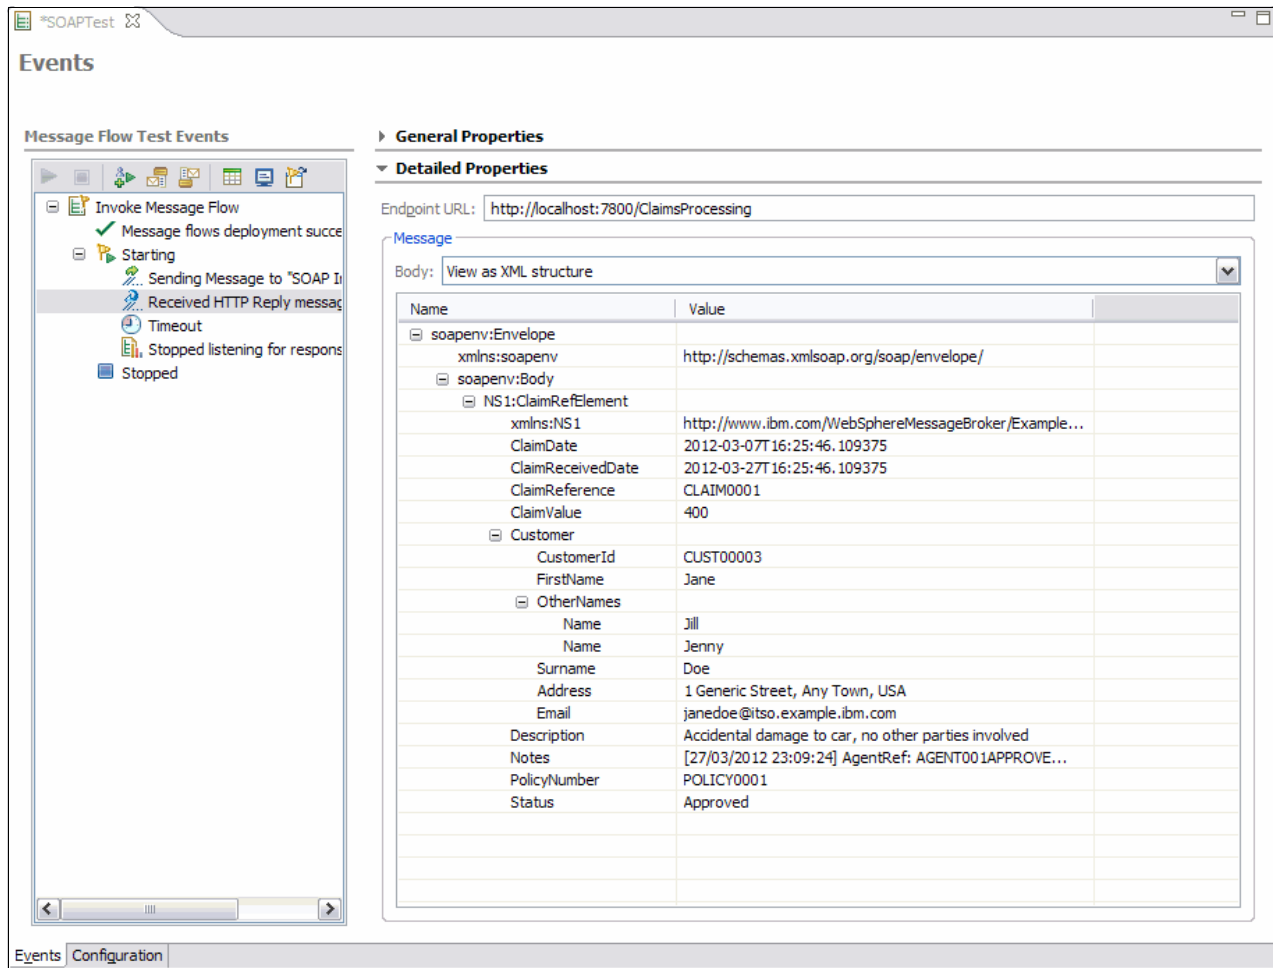 *SOAPTest
Events
Message Flow Test Events
Invoke Message Flow
Message flows deployment succe
Starting
Sending Message to "SOAP I
Received HTTP Reply messag
Timeout
Stopped listening for respons
Stopped
General Properties
Detailed Properties
Endpoint URL: http://localhost:7800/ClaimsProcessing
Message
Body: View as XML structure
Name Value
soapenv:Envelope
xmlns:soapenv http://schemas.xmlsoap.org/soap/envelope/
soapenv:Body
NS1:ClaimRefElement
xmlns:NS1 http://www.ibm.com/WebSphereMessageBroker/Example...
ClaimDate 2012-03-07T16:25:46.109375
ClaimReceivedDate 2012-03-27T16:25:46.109375
ClaimReference CLAIM0001
ClaimValue 400
Customer
CustomerId CUST00003
FirstName Jane
OtherNames
Name Jill
Name Jenny
Surname Doe
Address 1 Generic Street, Any Town, USA
Email janedoe@itso.example.ibm.com
Description Accidental damage to car, no other parties involved
Notes [27/03/2012 23:09:24] AgentRef: AGENT001APPROVE...
PolicyNumber POLICY0001
Status Approved
Events Configuration